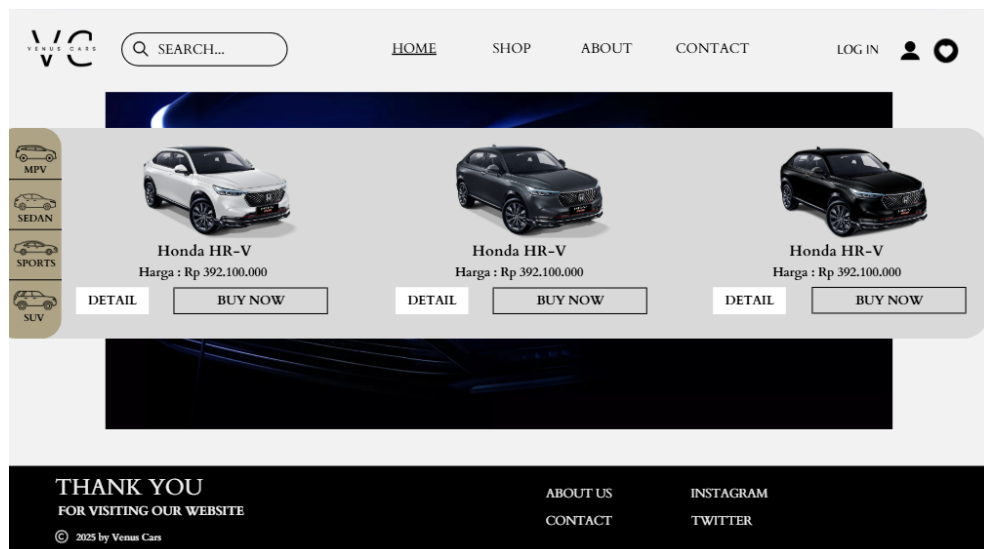 VC
VENUS CARS
SEARCH...
HOME SHOP ABOUT CONTACT LOG IN
MPV
SEDAN
SPORTS
SUV
Honda HR-V
Harga : Rp 392.100.000
DETAIL BUY NOW
Honda HR-V
Harga : Rp 392.100.000
DETAIL BUY NOW
Honda HR-V
Harga : Rp 392.100.000
DETAIL BUY NOW
THANK YOU
FOR VISITING OUR WEBSITE
© 2025 by Venus Cars
ABOUT US INSTAGRAM
CONTACT TWITTER